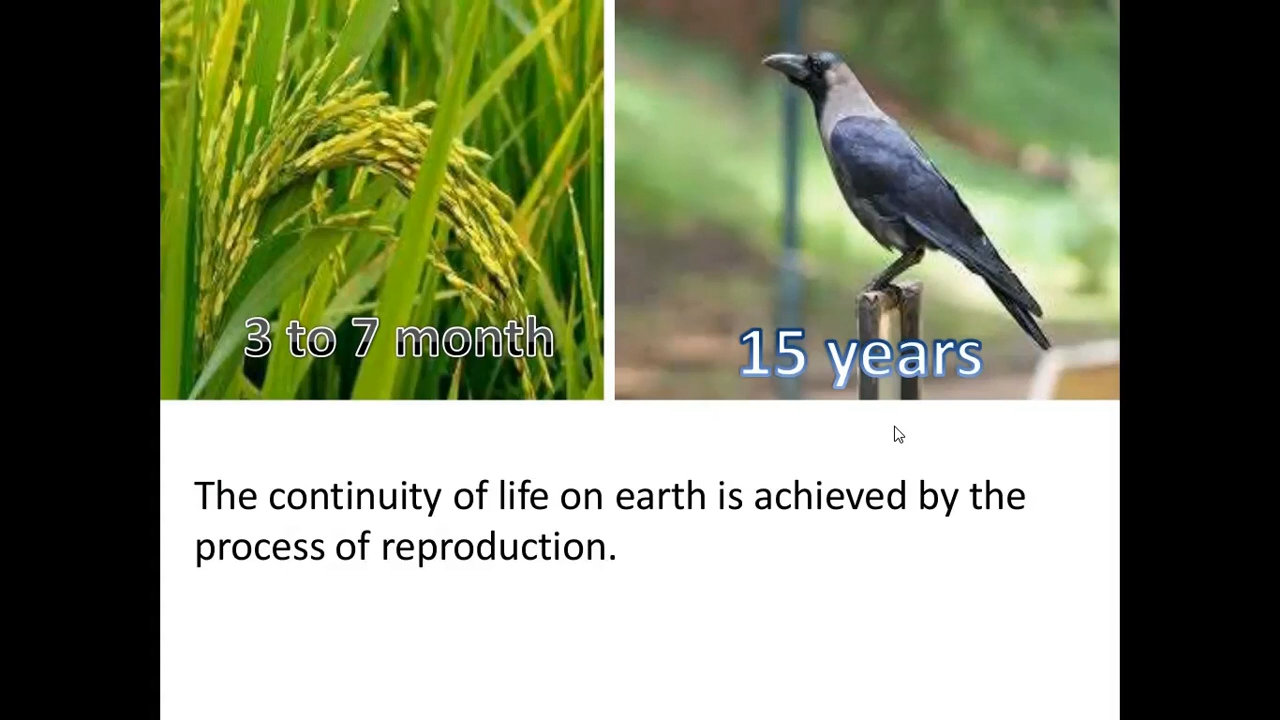 3 to 7 month
15 years
The continuity of life on earth is achieved by the
process of reproduction.